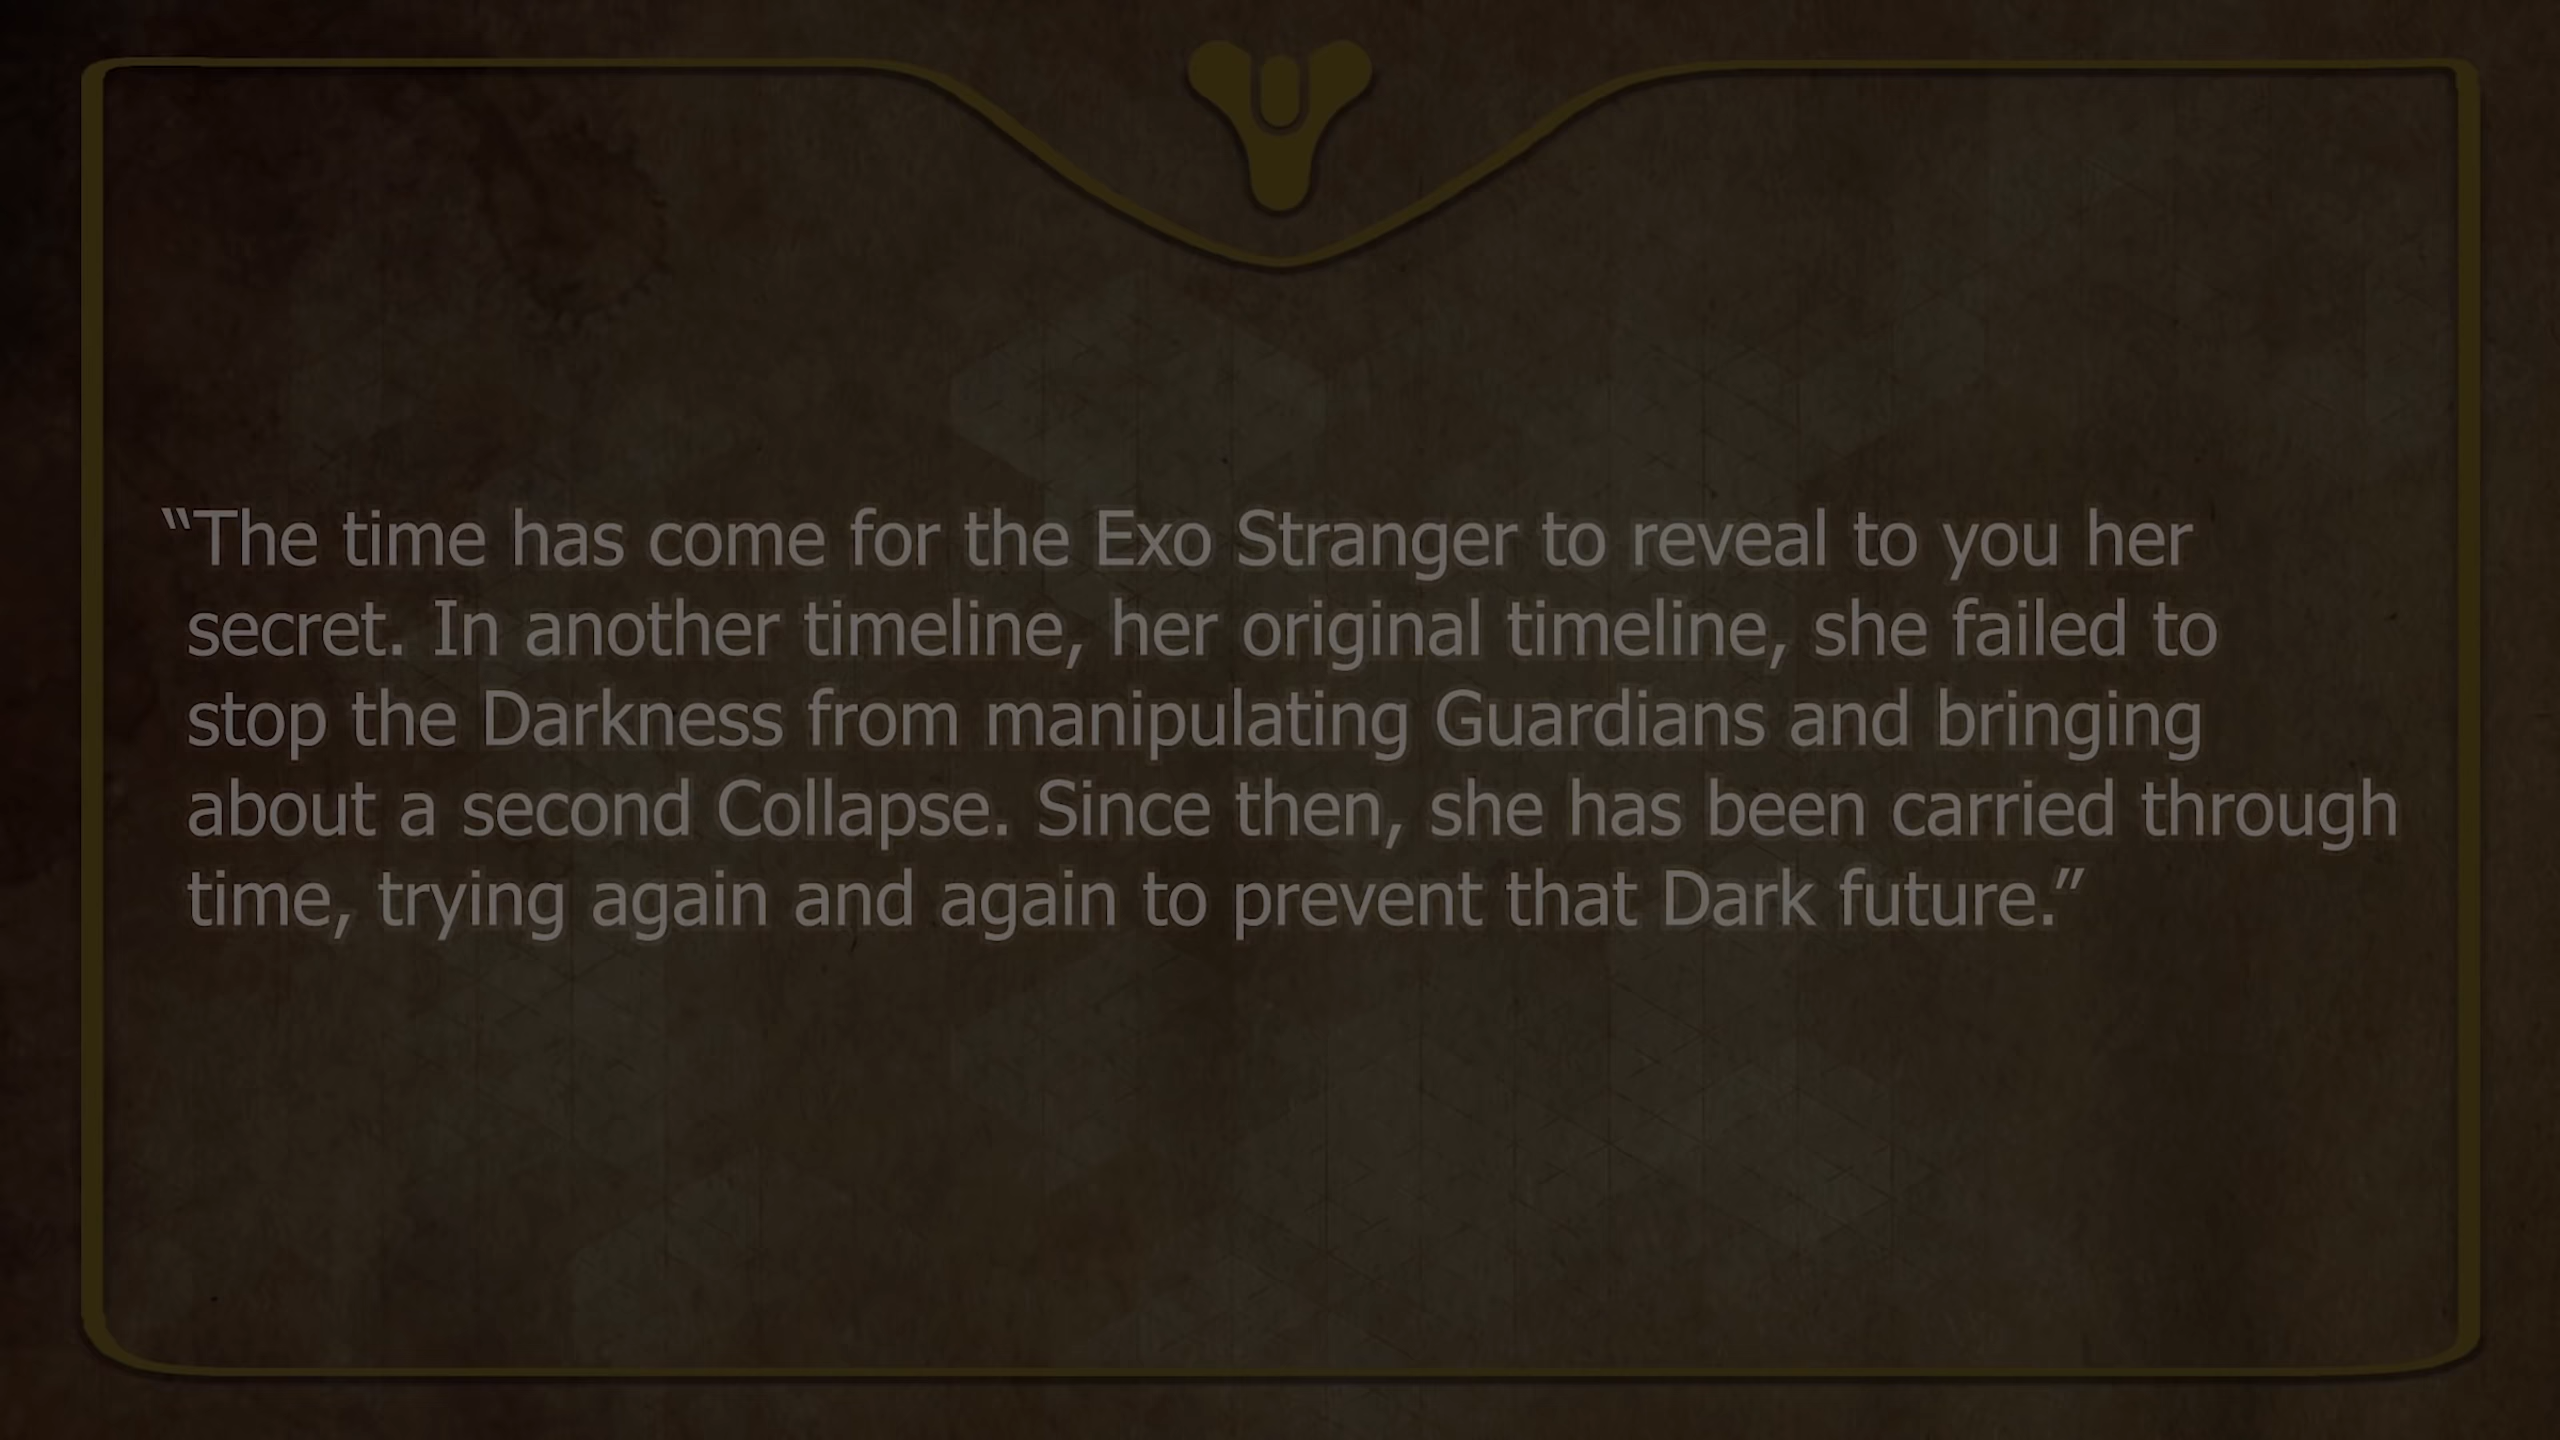 “The time has come for the Exo Stranger to reveal to you her
secret. In another timeline, her original timeline, she failed to
stop the Darkness from manipulating Guardians and bringing
about a second Collapse. Since then, she has been carried through
time, trying again and again to prevent that Dark future.”